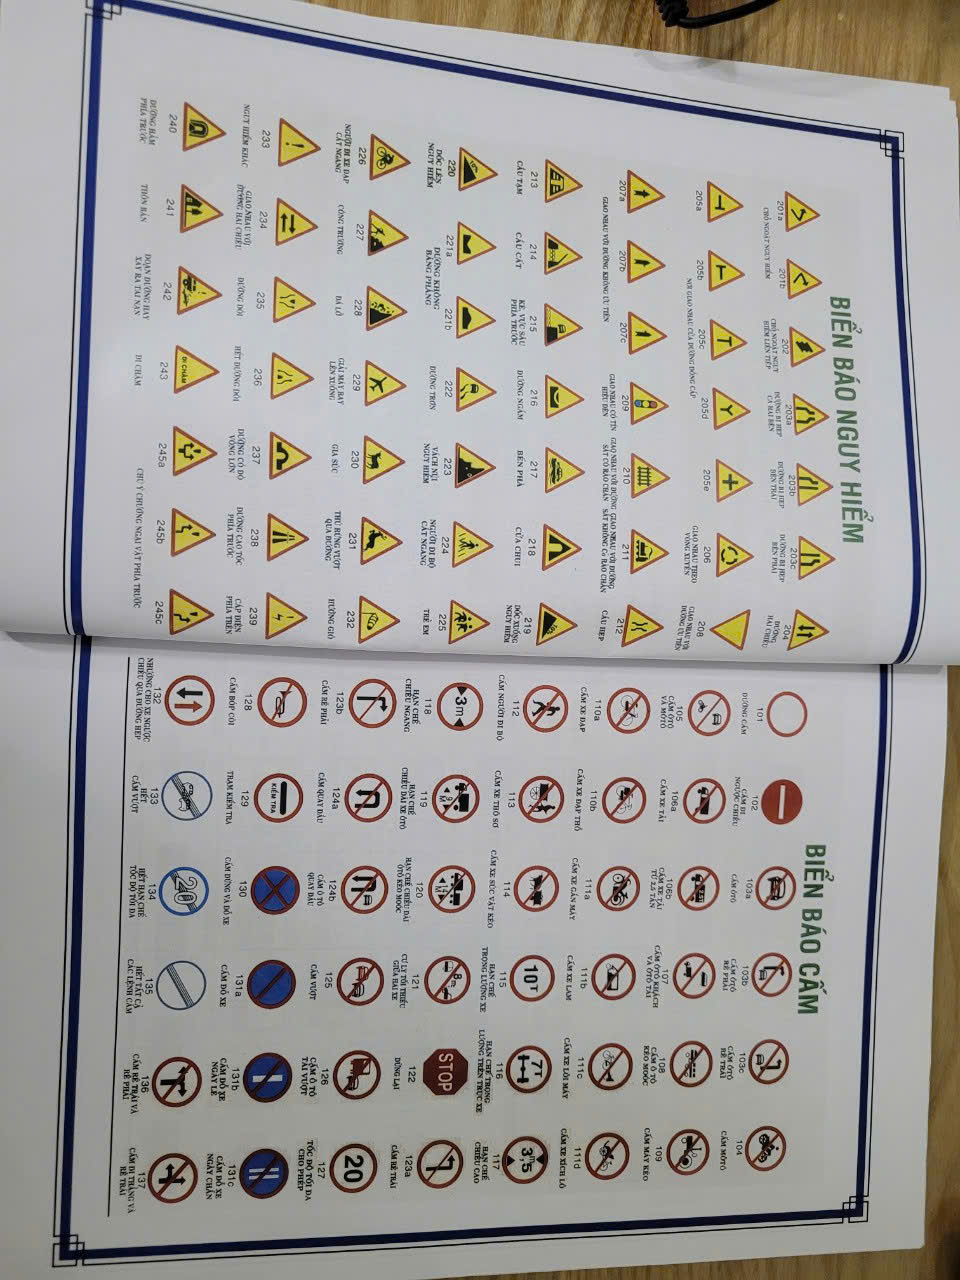 BIỂN BÁO NGUY HIỂM
201a
201b
CHỖ NGOẶT NGUY HIỂM
202
CHỖ NGOẶT NGUY
HIỂM LIÊN TIẾP
203a
ĐƯỜNG BỊ HẸP
CẢ HAI BÊN
203b
ĐƯỜNG BỊ HẸP
BÊN TRÁI
203c
ĐƯỜNG BỊ HẸP
BÊN PHẢI
204
ĐƯỜNG
HAI CHIỀU
205a
205b
205c
205d
205e
NƠI GIAO NHAU CỦA ĐƯỜNG ĐỒNG CẤP
206
GIAO NHAU THEO
VÒNG XUYẾN
208
GIAO NHAU VỚI
ĐƯỜNG ƯU TIÊN
207a
207b
207c
GIAO NHAU VỚI ĐƯỜNG KHÔNG ƯU TIÊN
209
GIAO NHAU CÓ TÍN
HIỆU ĐÈN
210
GIAO NHAU VỚI ĐƯỜNG
SẮT CÓ RÀO CHẮN
211
GIAO NHAU VỚI ĐƯỜNG
SẮT KHÔNG CÓ RÀO CHẮN
212
CẦU HẸP
213
CẦU TẠM
214
CẦU CẤT
215
KÈ, VỰC SÂU
PHÍA TRƯỚC
216
ĐƯỜNG NGẦM
217
BẾN PHÀ
218
CỬA CHUI
219
DỐC XUỐNG
NGUY HIỂM
220
DỐC LÊN
NGUY HIỂM
221a
221b
ĐƯỜNG KHÔNG
BẰNG PHẲNG
222
ĐƯỜNG TRƠN
223
VÁCH NÚI
NGUY HIỂM
224
NGƯỜI ĐI BỘ
CẮT NGANG
225
TRẺ EM
226
NGƯỜI ĐI XE ĐẠP
CẮT NGANG
227
CÔNG TRƯỜNG
228
ĐÁ LỞ
229
GIẢI MÁY BAY
LÊN XUỐNG
230
GIA SÚC
231
THÚ RỪNG VƯỢT
QUA ĐƯỜNG
232
HƯỚNG GIÓ
233
NGUY HIỂM KHÁC
234
GIAO NHAU VỚI
ĐƯỜNG HAI CHIỀU
235
ĐƯỜNG ĐÔI
236
HẾT ĐƯỜNG ĐÔI
237
ĐƯỜNG CÓ ĐỘ
VỒNG LỚN
238
ĐƯỜNG CAO TỐC
PHÍA TRƯỚC
239
CÁP ĐIỆN
PHÍA TRÊN
240
ĐƯỜNG HẦM
PHÍA TRƯỚC
241
THÔN BẢN
242
ĐOẠN ĐƯỜNG HAY
XẢY RA TAI NẠN
ĐI CHẬM
243
ĐI CHẬM
245a
245b
245c
CHÚ Ý CHƯỚNG NGẠI VẬT PHÍA TRƯỚC
BIỂN BÁO CẤM
101
ĐƯỜNG CẤM
102
CẤM ĐI
NGƯỢC CHIỀU
103a
CẤM ÔTÔ
103b
CẤM ÔTÔ
RẼ PHẢI
103c
CẤM ÔTÔ
RẼ TRÁI
104
CẤM MÔTÔ
105
CẤM ÔTÔ
VÀ MÔTÔ
106a
CẤM XE TẢI
106b
CẤM XE TẢI
TỪ 2.5 TẤN
107
CẤM ÔTÔ KHÁCH
VÀ ÔTÔ TẢI
108
CẤM Ô TÔ
KÉO MOÓC
109
CẤM MÁY KÉO
110a
CẤM XE ĐẠP
110b
CẤM XE ĐẠP THỒ
111a
CẤM XE GẮN MÁY
111b
CẤM XE LAM
111c
CẤM XE LÔI MÁY
111d
CẤM XE XÍCH LÔ
112
CẤM NGƯỜI ĐI BỘ
113
CẤM XE THÔ SƠ
114
CẤM XE SÚC VẬT KÉO
10T
115
HẠN CHẾ
TRỌNG LƯỢNG XE
7T
116
HẠN CHẾ TRỌNG
LƯỢNG TRÊN TRỤC XE
3,5m
117
HẠN CHẾ
CHIỀU CAO
3m
118
HẠN CHẾ
CHIỀU NGANG
119
HẠN CHẾ
CHIỀU DÀI XE ÔTÔ
120
HẠN CHẾ CHIỀU DÀI
ÔTÔ KÉO MOÓC
8m
121
CỰ LY TỐI THIỂU
GIỮA HAI XE
STOP
122
DỪNG LẠI
123a
CẤM RẼ TRÁI
123b
CẤM RẼ PHẢI
124a
CẤM QUAY ĐẦU
124b
CẤM Ô TÔ
QUAY ĐẦU
125
CẤM VƯỢT
126
CẤM Ô TÔ
TẢI VƯỢT
20
127
TỐC ĐỘ TỐI ĐA
CHO PHÉP
128
CẤM BÓP CÒI
KIỂM TRA
129
TRẠM KIỂM TRA
130
CẤM DỪNG VÀ ĐỖ XE
131a
CẤM ĐỖ XE
131b
CẤM ĐỖ XE
NGÀY LẺ
131c
CẤM ĐỖ XE
NGÀY CHẴN
132
NHƯỜNG CHO XE NGƯỢC
CHIỀU QUA ĐƯỜNG HẸP
133
HẾT
CẤM VƯỢT
20
134
HẾT HẠN CHẾ
TỐC ĐỘ TỐI ĐA
135
HẾT TẤT CẢ
CÁC LỆNH CẤM
136
CẤM RẼ TRÁI VÀ
RẼ PHẢI
137
CẤM ĐI THẲNG VÀ
RẼ TRÁI